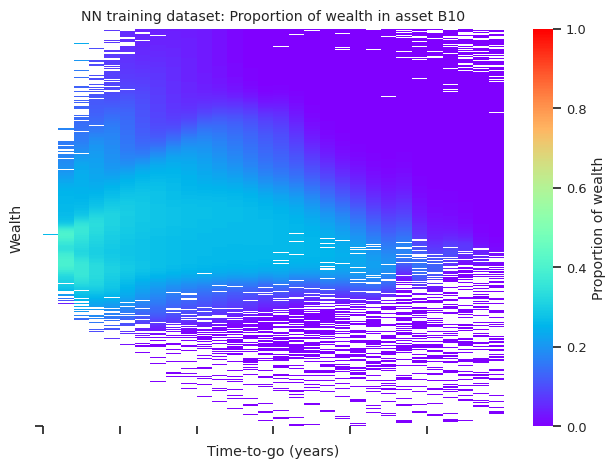 NN training dataset: Proportion of wealth in asset B10
Wealth
Time-to-go (years)
1.0
0.8
0.6
0.4
0.2
0.0
Proportion of wealth